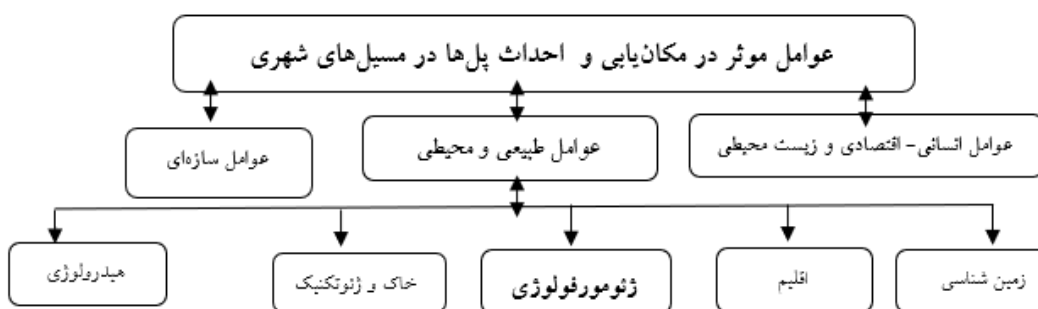 عوامل موثر در مکان‌یابی و احداث پل‌ها در مسیل‌های شهری
عوامل انسانی- اقتصادی و زیست محیطی
عوامل طبیعی و محیطی
عوامل سازه‌ای
زمین شناسی
اقلیم
ژئومورفولوژی
خاک و ژئوتکنیک
هیدرولوژی